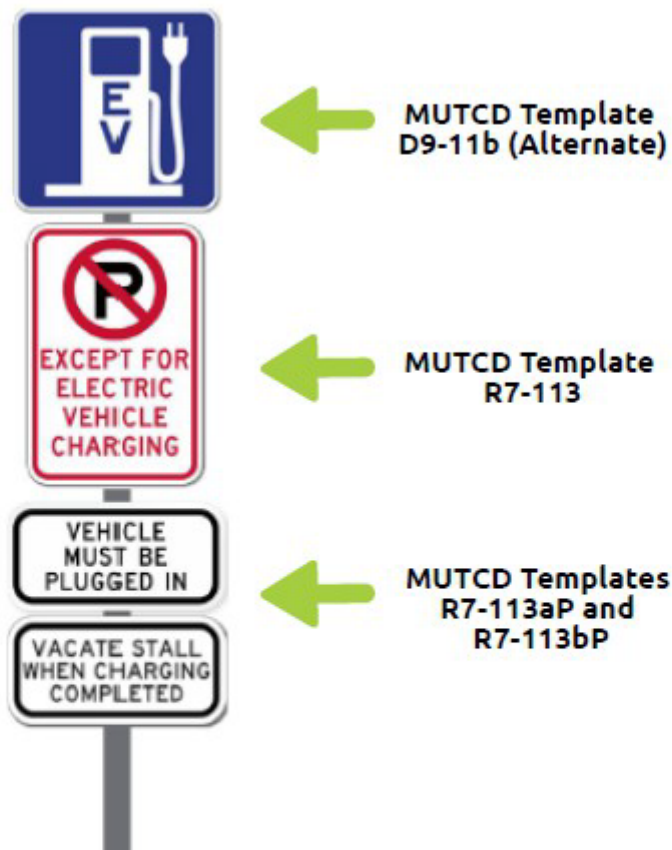 EV
MUTCD Template
D9-11b (Alternate)
P
EXCEPT FOR
ELECTRIC
VEHICLE
CHARGING
MUTCD Template
R7-113
VEHICLE
MUST BE
PLUGGED IN
VACATE STALL
WHEN CHARGING
COMPLETED
MUTCD Templates
R7-113aP and
R7-113bP